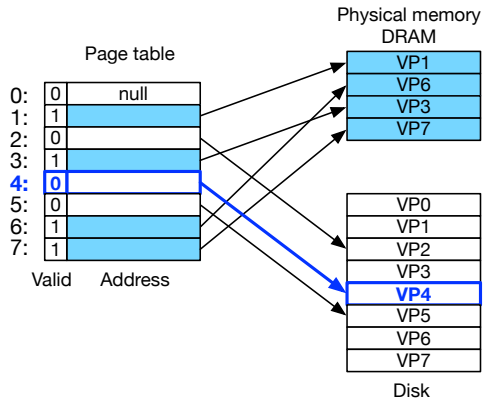 Physical memory
DRAM
Page table
0: 0 null
1: 1
2: 0
3: 1
4: 0
5: 0
6: 1
7: 1
Valid Address
VP1
VP6
VP3
VP7
VP0
VP1
VP2
VP3
VP4
VP5
VP6
VP7
Disk